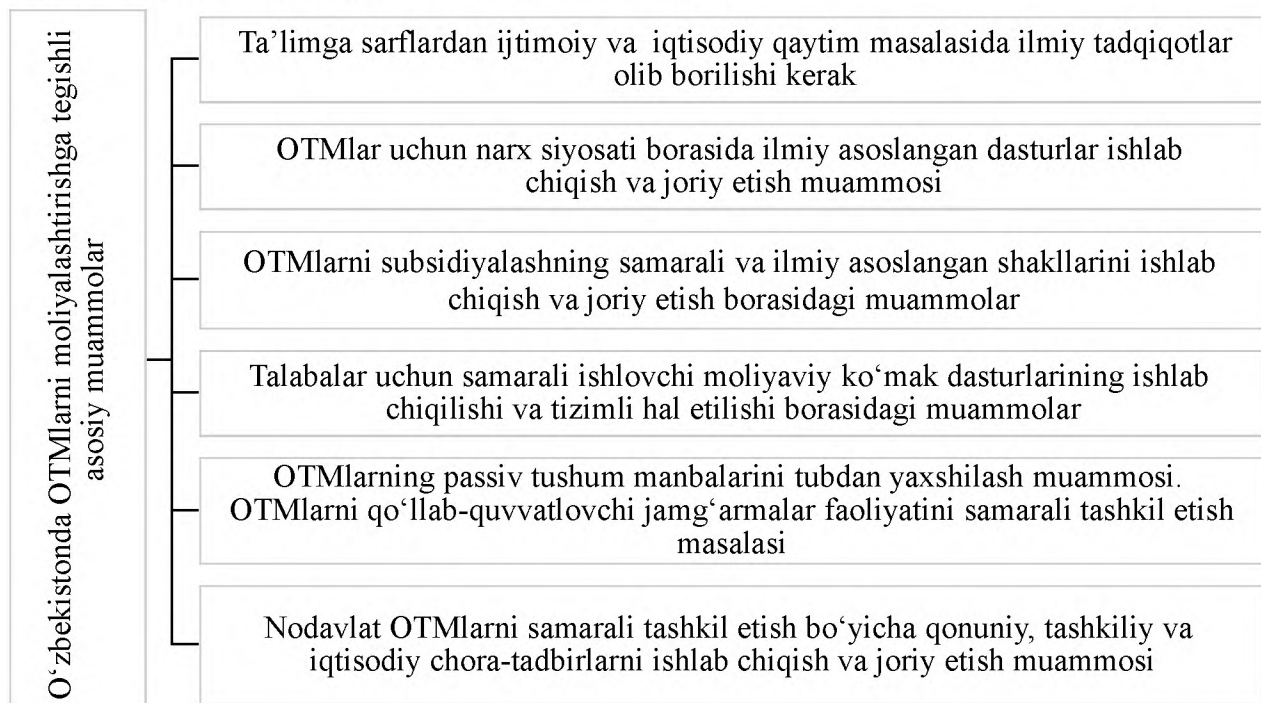 O‘zbekistonda OTMlarni moliyalashtirishga tegishli
asosiy muammolar
Ta’limga sarflardan ijtimoiy va iqtisodiy qaytim masalasida ilmiy tadqiqotlar
olib borilishi kerak
OTMlar uchun narx siyosati borasida ilmiy asoslangan dasturlar ishlab
chiqish va joriy etish muammosi
OTMlarni subsidiyalashning samarali va ilmiy asoslangan shakllarini ishlab
chiqish va joriy etish borasidagi muammolar
Talabalar uchun samarali ishlovchi moliyaviy ko‘mak dasturlarining ishlab
chiqilishi va tizimli hal etilishi borasidagi muammolar
OTMlarning passiv tushum manbalarini tubdan yaxshilash muammosi.
OTMlarni qo‘llab-quvvatlovchi jamg‘armalar faoliyatini samarali tashkil etish
masalasi
Nodavlat OTMlarni samarali tashkil etish bo‘yicha qonuniy, tashkiliy va
iqtisodiy chora-tadbirlarni ishlab chiqish va joriy etish muammosi